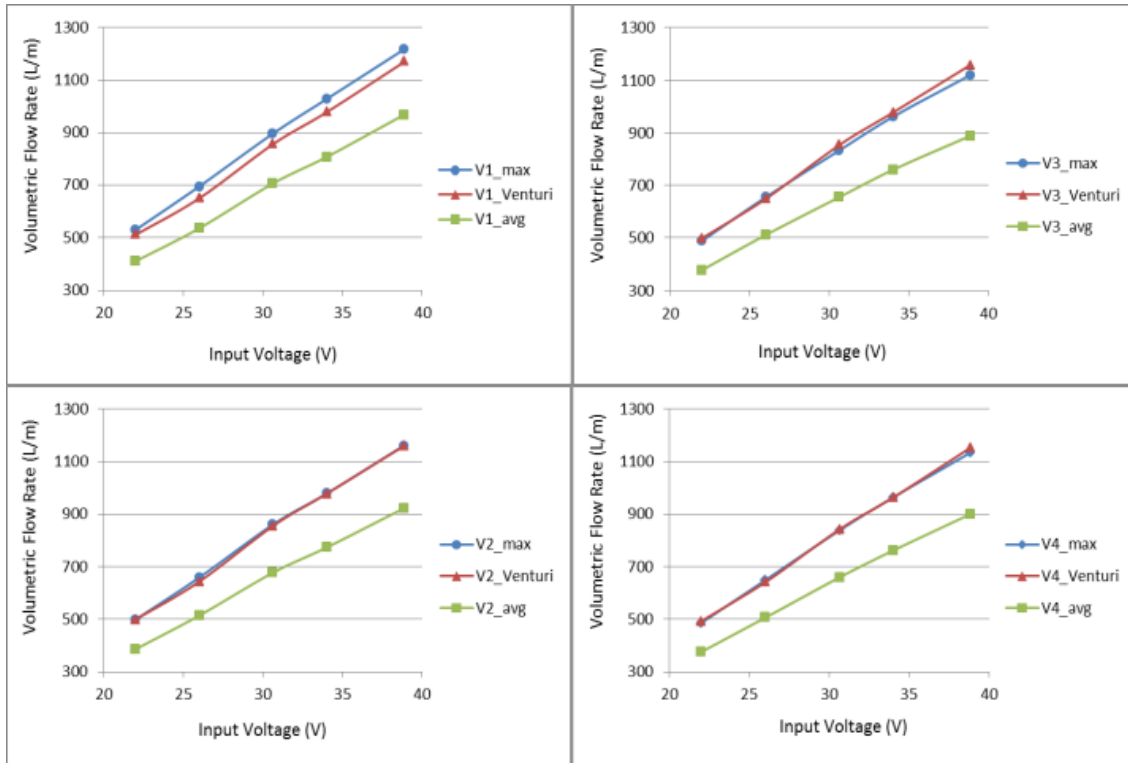 1300
1100
900
700
500
300
20 25 30 35 40
Volumetric Flow Rate (L/m)
Input Voltage (V)
V1_max
V1_Venturi
V1_avg
1300
1100
900
700
500
300
20 25 30 35 40
Volumetric Flow Rate (L/m)
Input Voltage (V)
V3_max
V3_Venturi
V3_avg
1300
1100
900
700
500
300
20 25 30 35 40
Volumetric Flow Rate (L/m)
Input Voltage (V)
V2_max
V2_Venturi
V2_avg
1300
1100
900
700
500
300
20 25 30 35 40
Volumetric Flow Rate (L/m)
Input Voltage (V)
V4_max
V4_Venturi
V4_avg